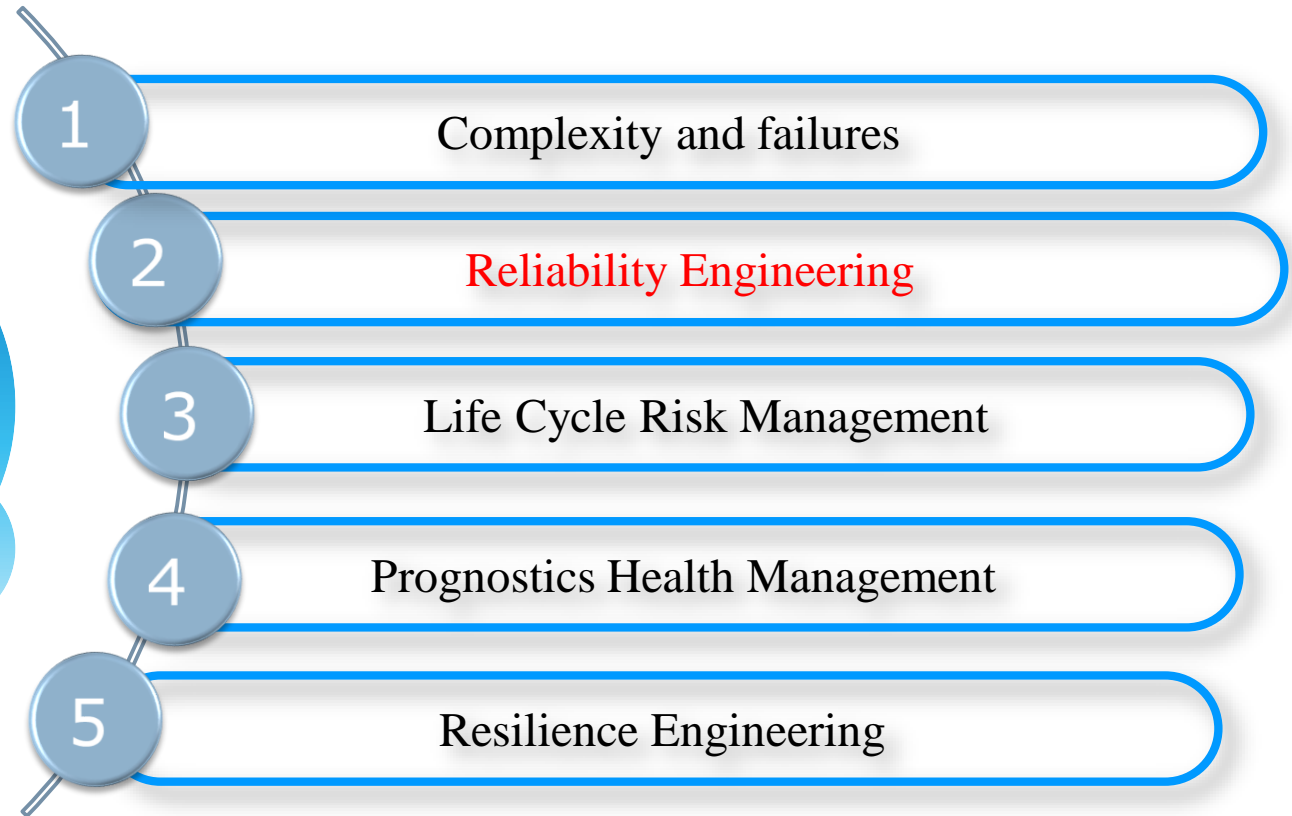 1
Complexity and failures
2
Reliability Engineering
3
Life Cycle Risk Management
4
Prognostics Health Management
5
Resilience Engineering